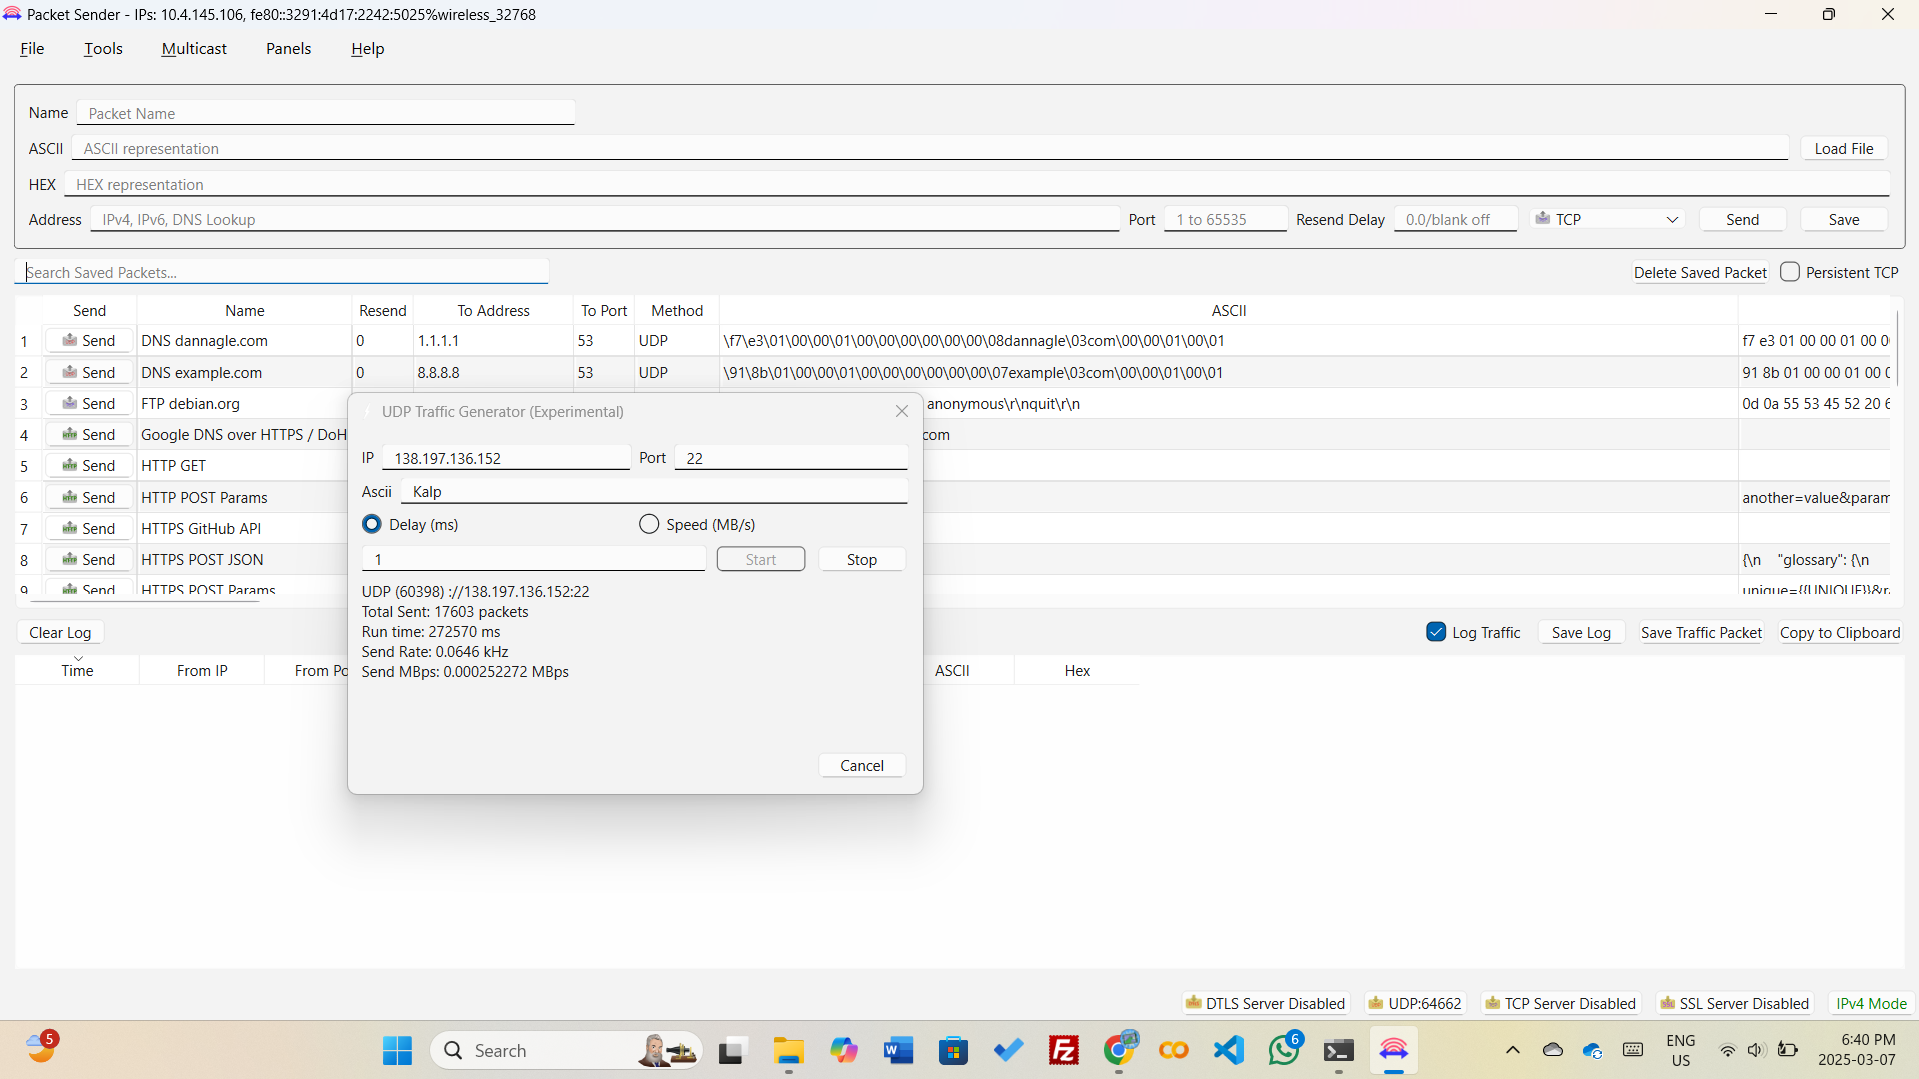 Packet Sender - IPs: 10.4.145.106, fe80::3291:4d17:2242:5025%wireless_32768
File Tools Multicast Panels Help
Name Packet Name
ASCII ASCII representation Load File
HEX HEX representation
Address IPv4, IPv6, DNS Lookup Port 1 to 65535 Resend Delay 0.0/blank off TCP Send Save
Search Saved Packets... Delete Saved Packet Persistent TCP
Send Name Resend To Address To Port Method ASCII
1 Send DNS dannagle.com 0 1.1.1.1 53 UDP \f7\e3\01\00\00\01\00\00\00\00\00\00\08dannagle\03com\00\00\01\00\01 f7 e3 01 00 00 01 00 0
2 Send DNS example.com 0 8.8.8.8 53 UDP \91\8b\01\00\00\01\00\00\00\00\00\00\07example\03com\00\00\01\00\01 91 8b 01 00 00 01 00 0
3 Send FTP debian.org anonymous\r\nquit\r\n 0d 0a 55 53 45 52 20 6
4 Send Google DNS over HTTPS / DoH com
5 Send HTTP GET
6 Send HTTP POST Params another=value&param
7 Send HTTPS GitHub API
8 Send HTTPS POST JSON {\n "glossary": {\n
9 Send HTTPS POST Params unique={{UNIQUE}}&r
UDP Traffic Generator (Experimental)
IP 138.197.136.152 Port 22
Ascii Kalp
Delay (ms) Speed (MB/s)
1 Start Stop
UDP (60398) ://138.197.136.152:22
Total Sent: 17603 packets
Run time: 272570 ms
Send Rate: 0.0646 kHz
Send MBps: 0.000252272 MBps
Cancel
Clear Log Log Traffic Save Log Save Traffic Packet Copy to Clipboard
Time From IP From Po ASCII Hex
DTLS Server Disabled UDP:64662 TCP Server Disabled SSL Server Disabled IPv4 Mode
5 Search 6 ENG 6:40 PM
US 2025-03-07